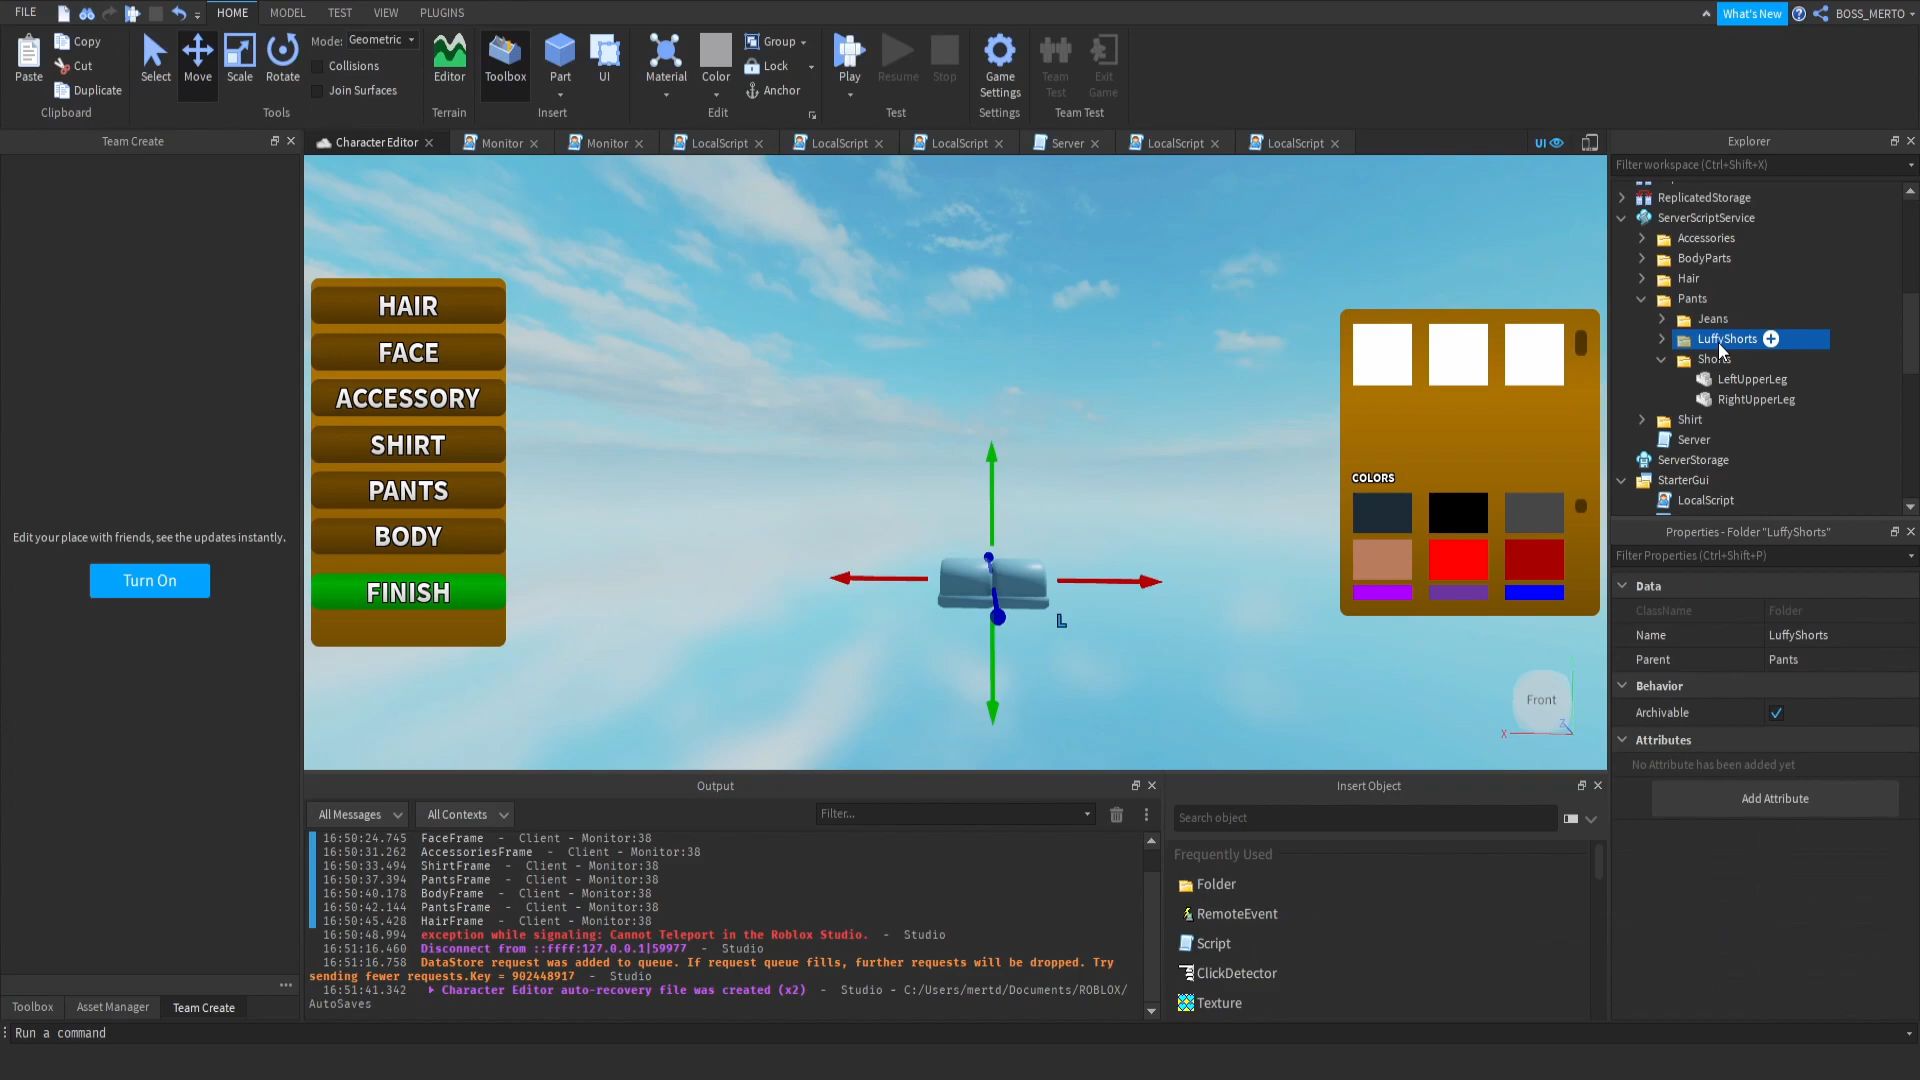 FILE
HOME
MODEL
TEST
VIEW
PLUGINS
What's New
BOSS_MERTO
Paste
Copy
Cut
Duplicate
Clipboard
Select
Move
Scale
Rotate
Mode: Geometric
Collisions
Join Surfaces
Tools
Editor
Terrain
Toolbox
Part
UI
Insert
Material
Color
Group
Lock
Anchor
Edit
Play
Resume
Stop
Test
Game Settings
Settings
Team Test
Exit Game
Team Test
Team Create
Character Editor
Monitor
Monitor
LocalScript
LocalScript
LocalScript
Server
LocalScript
LocalScript
UI
Edit your place with friends, see the updates instantly.
Turn On
HAIR
FACE
ACCESSORY
SHIRT
PANTS
BODY
FINISH
L
COLORS
Front
X
Z
Explorer
Filter workspace (Ctrl+Shift+X)
ReplicatedStorage
ServerScriptService
Accessories
BodyParts
Hair
Pants
Jeans
LuffyShorts
LeftUpperLeg
RightUpperLeg
Shirt
Server
ServerStorage
StarterGui
LocalScript
Properties - Folder "LuffyShorts"
Filter Properties (Ctrl+Shift+P)
Data
ClassName Folder
Name LuffyShorts
Parent Pants
Behavior
Archivable
Attributes
No Attribute has been added yet
Add Attribute
Output
All Messages
All Contexts
Filter...
16:50:24.745 FaceFrame - Client - Monitor:38
16:50:31.262 AccessoriesFrame - Client - Monitor:38
16:50:33.494 ShirtFrame - Client - Monitor:38
16:50:37.394 PantsFrame - Client - Monitor:38
16:50:40.178 BodyFrame - Client - Monitor:38
16:50:42.144 PantsFrame - Client - Monitor:38
16:50:45.428 HairFrame - Client - Monitor:38
16:50:48.994 exception while signaling: Cannot Teleport in the Roblox Studio. - Studio
16:51:16.460 Disconnect from ::ffff:127.0.0.1|59977 - Studio
16:51:16.758 DataStore request was added to queue. If request queue fills, further requests will be dropped. Try
sending fewer requests.Key = 902448917 - Studio
16:51:41.342 Character Editor auto-recovery file was created (x2) - Studio - C:/Users/mertd/Documents/ROBLOX/
AutoSaves
Insert Object
Search object
Frequently Used
Folder
RemoteEvent
Script
ClickDetector
Texture
Toolbox
Asset Manager
Team Create
Run a command